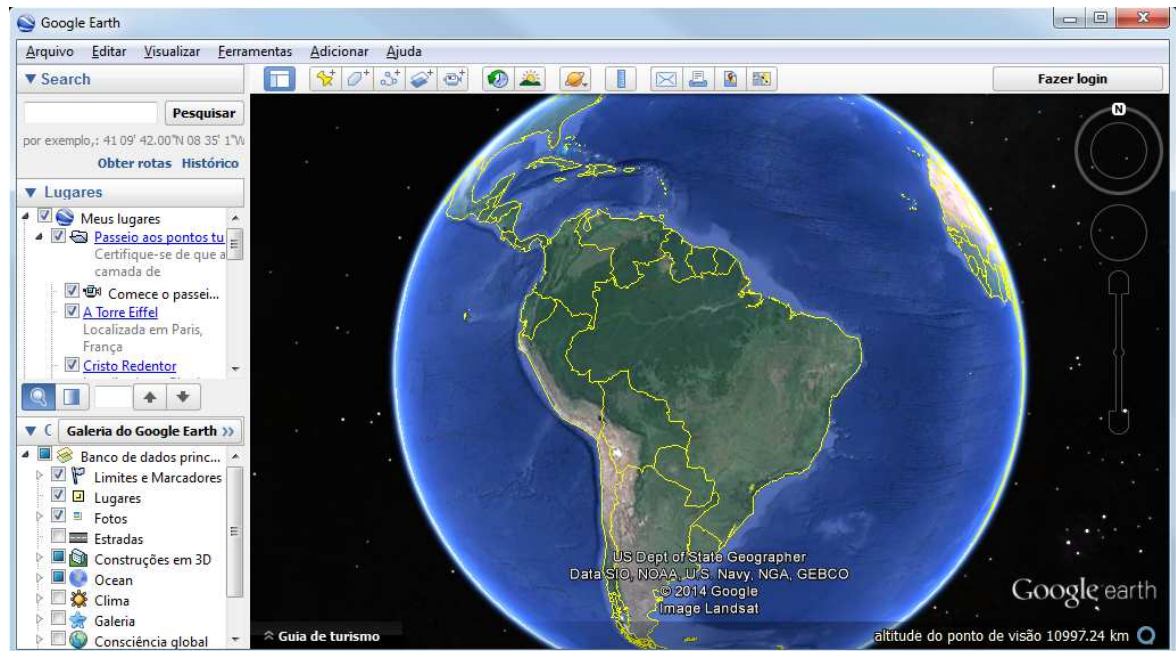 Google Earth
Arquivo Editar Visualizar Ferramentas Adicionar Ajuda
Search
Fazer login
Pesquisar
por exemplo,: 41 09' 42.00"N 08 35' 1"W
Obter rotas Histórico
Lugares
Meus lugares
Passeio aos pontos tu
Certifique-se de que a
camada de
Comece o passei...
A Torre Eiffel
Localizada em Paris,
França
Cristo Redentor
C Galeria do Google Earth >>
Banco de dados princ...
Limites e Marcadores
Lugares
Fotos
Estradas
Construções em 3D
Ocean
Clima
Galeria
Consciência global
N
US Dept of State Geographer
Data SIO, NOAA, U.S. Navy, NGA, GEBCO
© 2014 Google
Image Landsat
Google earth
Guia de turismo
altitude do ponto de visão 10997.24 km